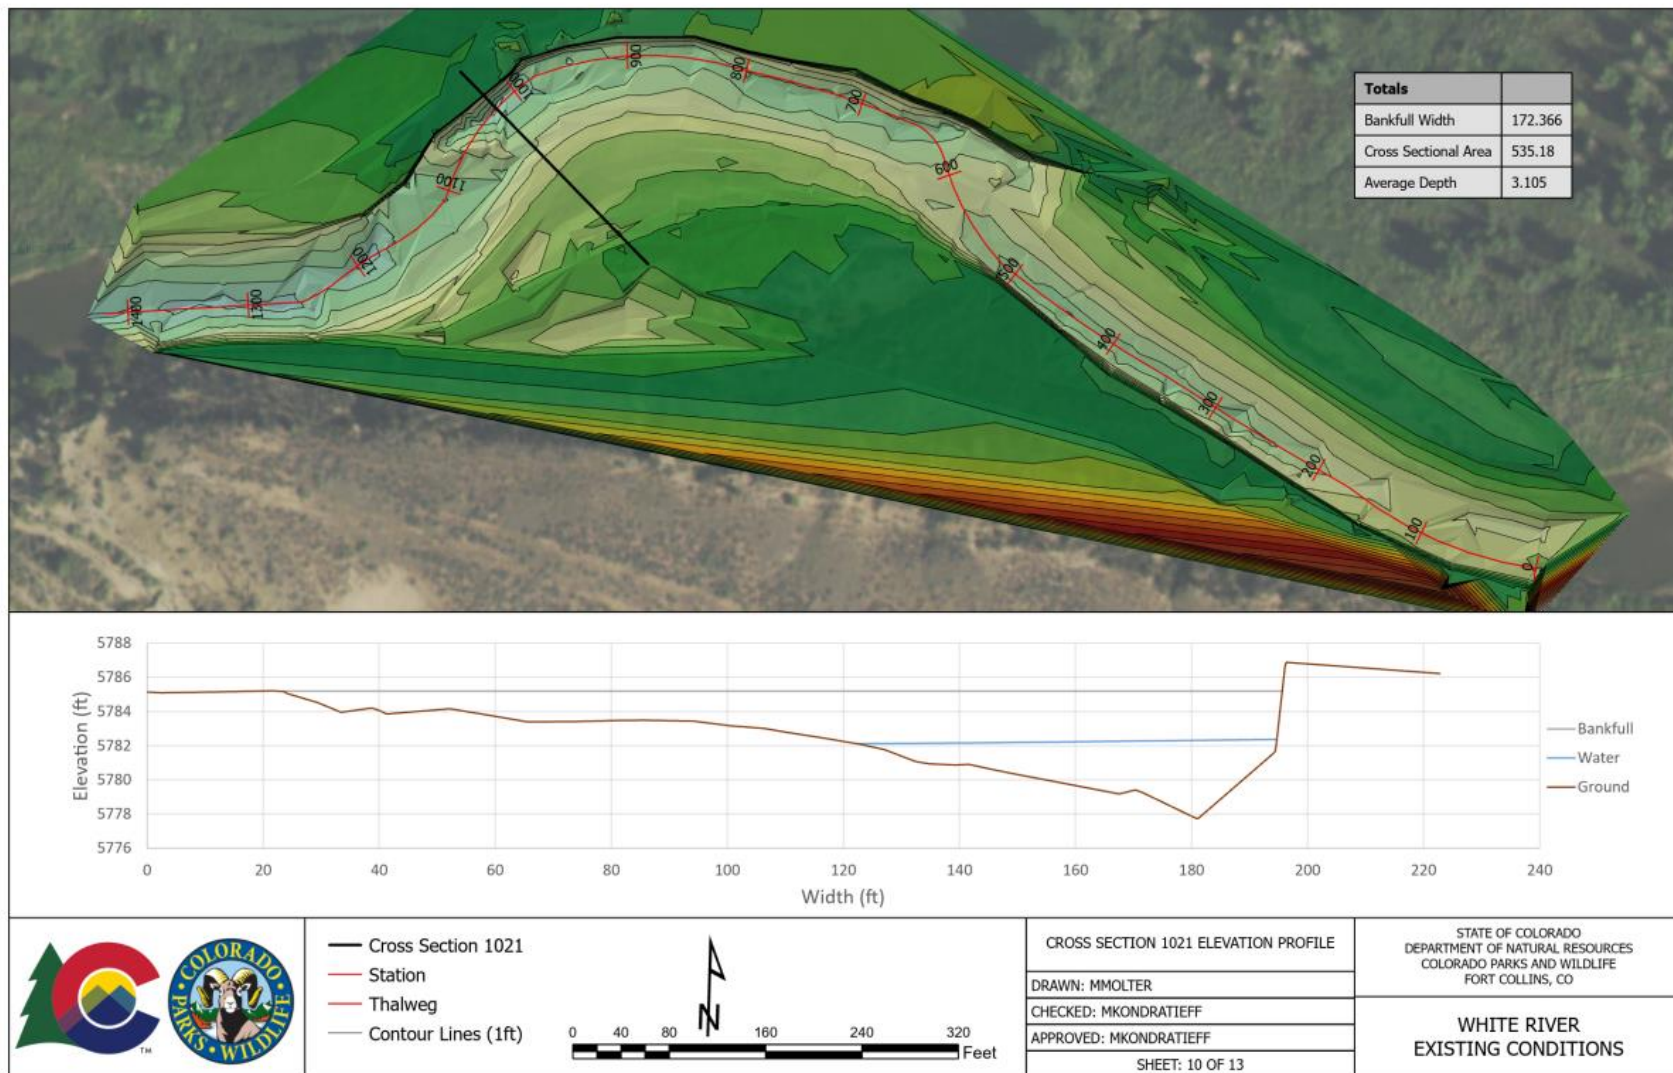 1000
900
800
700
600
500
400
300
200
100
0
1100
1200
1300
1400
Totals
Bankfull Width 172.366
Cross Sectional Area 535.18
Average Depth 3.105
Elevation (ft)
5788
5786
5784
5782
5780
5778
5776
0 20 40 60 80 100 120 140 160 180 200 220 240
Width (ft)
Bankfull
Water
Ground
COLORADO
PARKS • WILDLIFE
C
TM
Cross Section 1021
Station
Thalweg
Contour Lines (1ft)
N
0 40 80 160 240 320
Feet
CROSS SECTION 1021 ELEVATION PROFILE
DRAWN: MMOLTER
CHECKED: MKONDRATIEFF
APPROVED: MKONDRATIEFF
SHEET: 10 OF 13
STATE OF COLORADO
DEPARTMENT OF NATURAL RESOURCES
COLORADO PARKS AND WILDLIFE
FORT COLLINS, CO
WHITE RIVER
EXISTING CONDITIONS